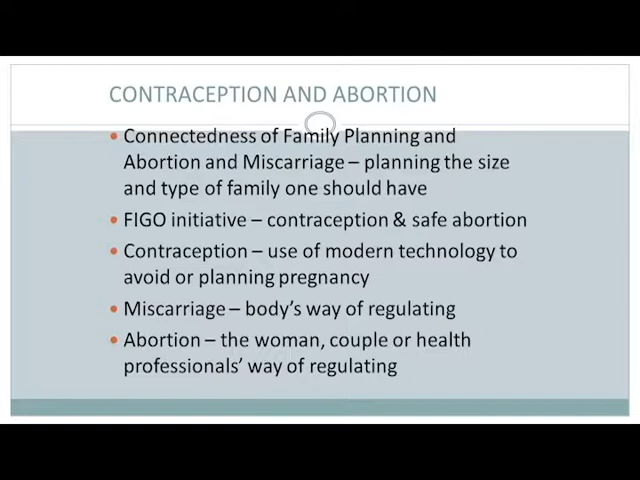 CONTRACEPTION AND ABORTION
• Connectedness of Family Planning and
Abortion and Miscarriage – planning the size
and type of family one should have
• FIGO initiative – contraception & safe abortion
• Contraception – use of modern technology to
avoid or planning pregnancy
• Miscarriage – body's way of regulating
• Abortion – the woman, couple or health
professionals' way of regulating